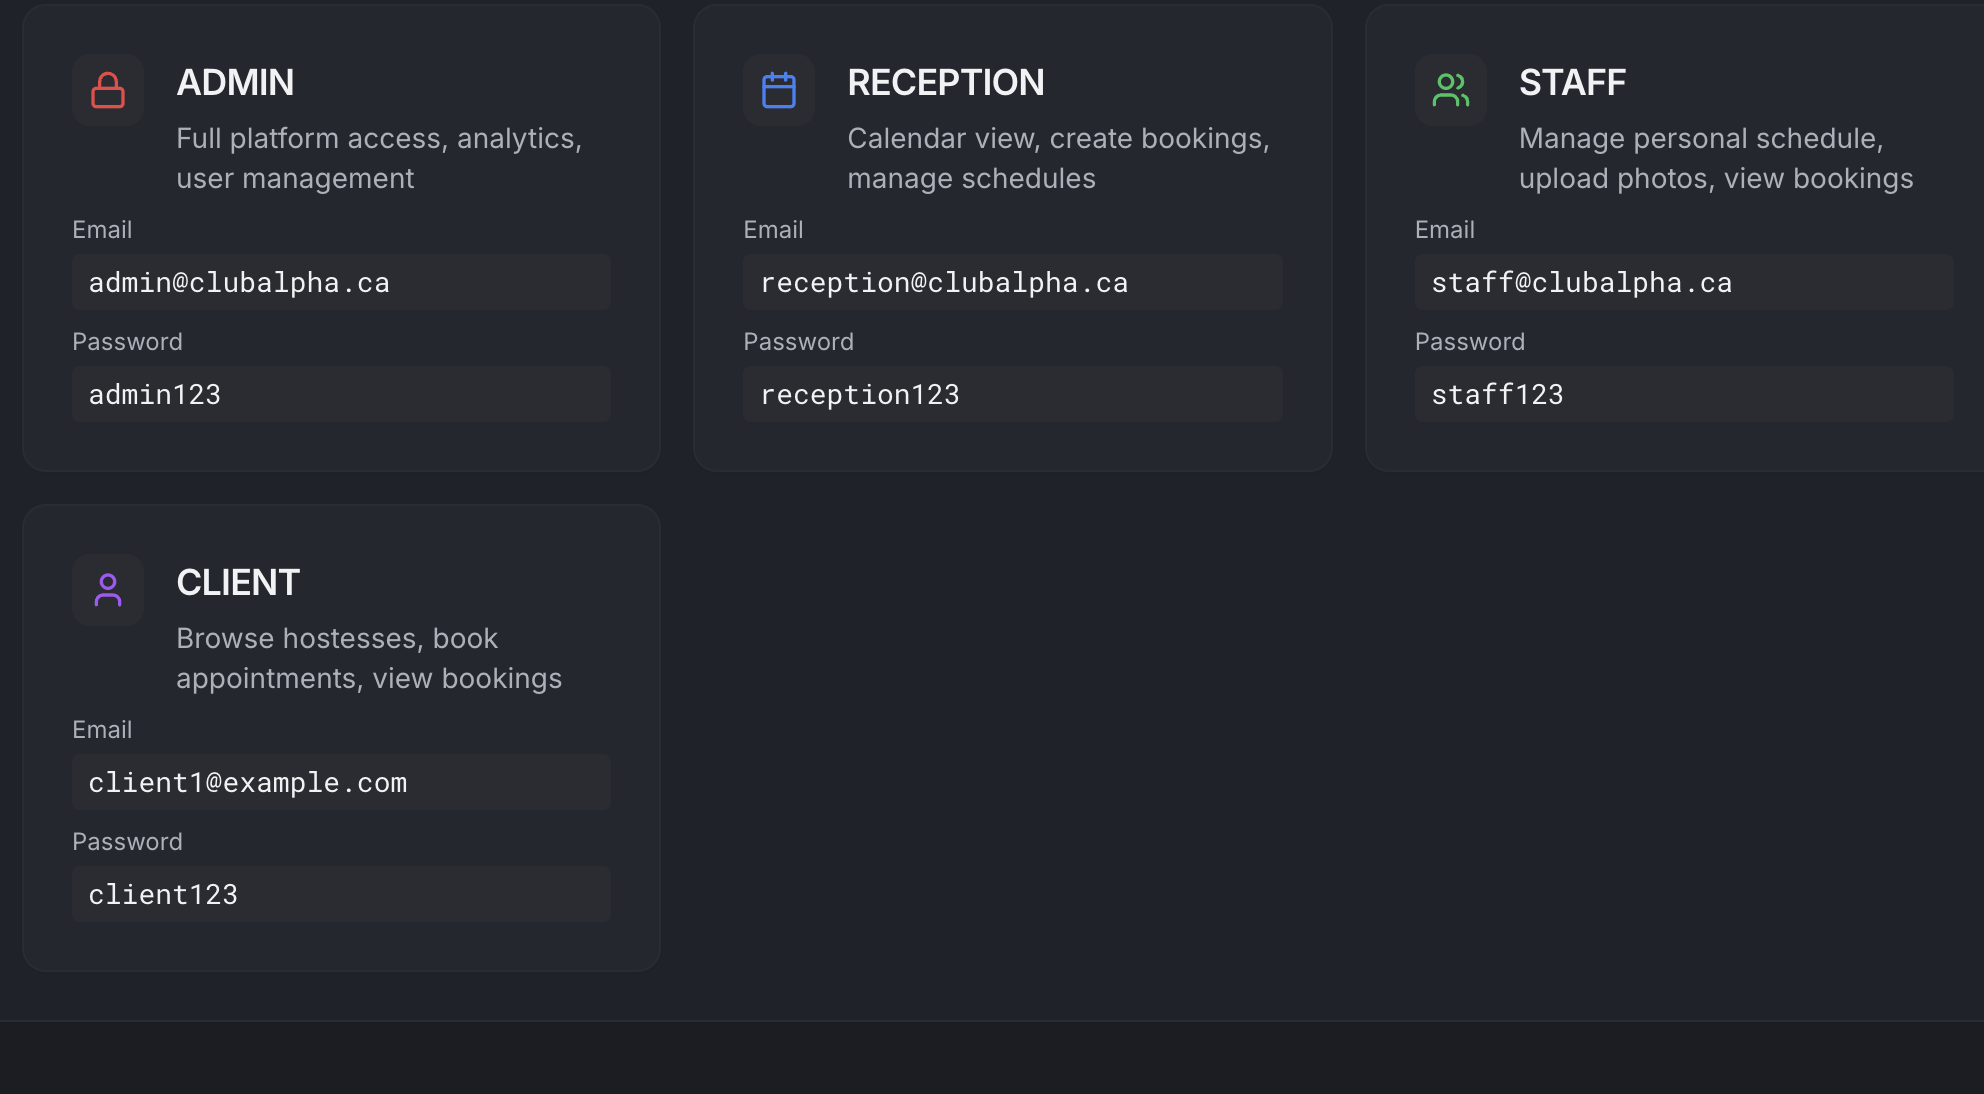 ADMIN
Full platform access, analytics,
user management
Email
admin@clubalpha.ca
Password
admin123
RECEPTION
Calendar view, create bookings,
manage schedules
Email
reception@clubalpha.ca
Password
reception123
STAFF
Manage personal schedule,
upload photos, view bookings
Email
staff@clubalpha.ca
Password
staff123
CLIENT
Browse hostesses, book
appointments, view bookings
Email
client1@example.com
Password
client123